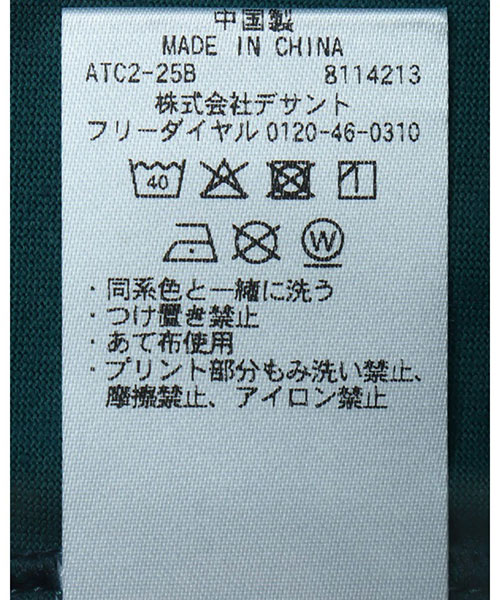 中国製
MADE IN CHINA
ATC2-25B 8114213
株式会社デサント
フリーダイヤル 0120-46-0310
40
W
・同系色と一緒に洗う
・つけ置き禁止
・あて布使用
・プリント部分もみ洗い禁止、
摩擦禁止、アイロン禁止